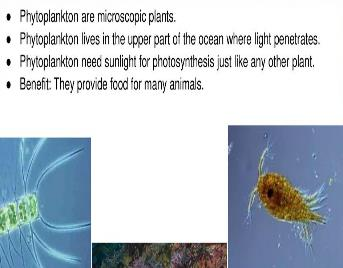 • Phytoplankton are microscopic plants.
• Phytoplankton lives in the upper part of the ocean where light penetrates.
• Phytoplankton need sunlight for photosynthesis just like any other plant.
• Benefit: They provide food for many animals.